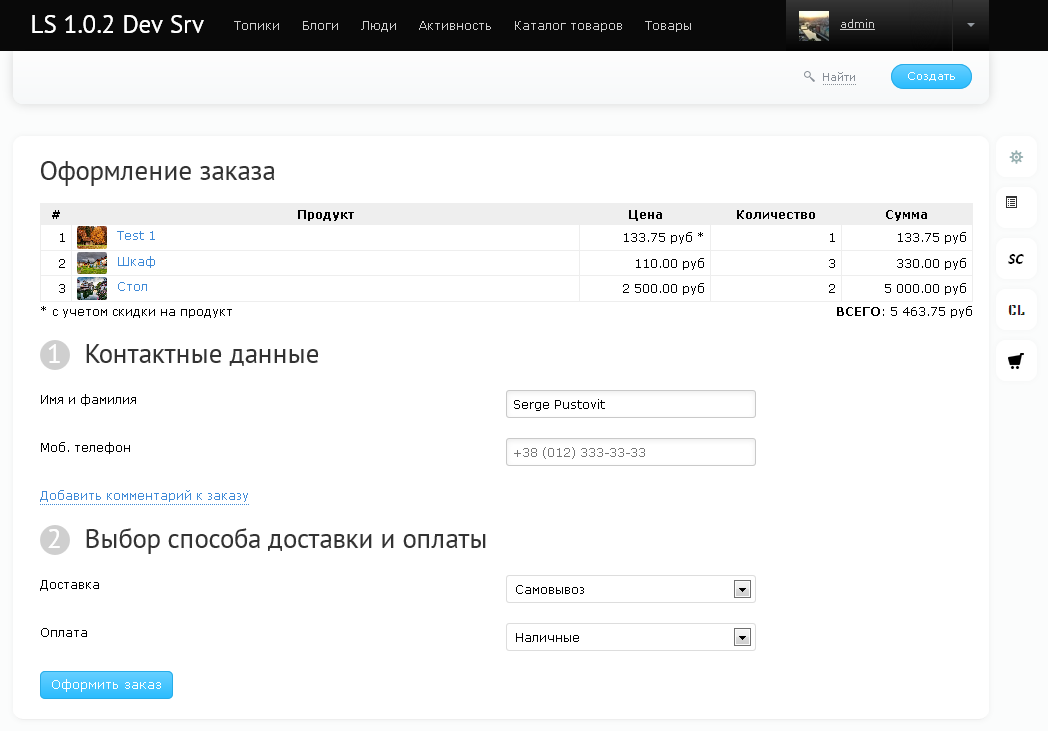 LS 1.0.2 Dev Srv Топики Блоги Люди Активность Каталог товаров Товары admin
Найти Создать
Оформление заказа
# Продукт Цена Количество Сумма
1 Test 1 133.75 руб * 1 133.75 руб
2 Шкаф 110.00 руб 3 330.00 руб
3 Стол 2 500.00 руб 2 5 000.00 руб
* с учетом скидки на продукт ВСЕГО: 5 463.75 руб
1 Контактные данные
Имя и фамилия Serge Pustovit
Моб. телефон +38 (012) 333-33-33
Добавить комментарий к заказу
2 Выбор способа доставки и оплаты
Доставка Самовывоз
Оплата Наличные
Оформить заказ
SC
CL